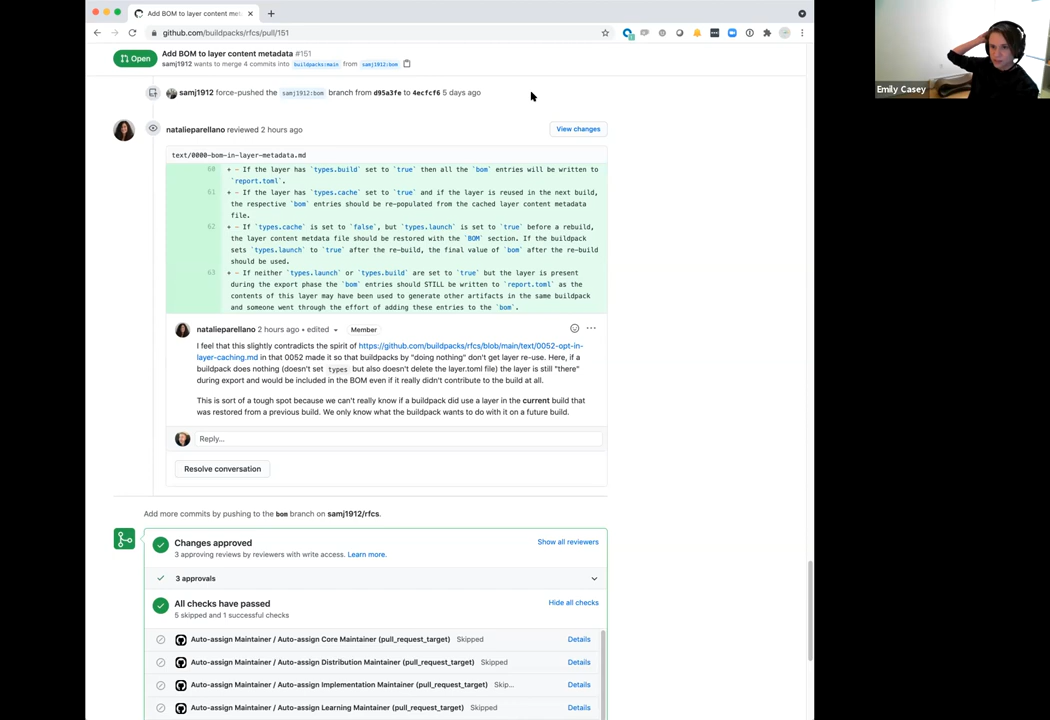 Add BOM to layer content met
github.com/buildpacks/rfcs/pull/151
Open
Add BOM to layer content metadata #151
samj1912 wants to merge 4 commits into buildpacks:main from samj1912:bom
samj1912 force-pushed the samj1912:bom branch from d95a3fe to 4ecfcf6 5 days ago
natalieparellano reviewed 2 hours ago
View changes
text/0000-bom-in-layer-metadata.md
60 + - If the layer has `types.build` set to `true` then all the `bom` entries will be written to
`report.toml`.
61 + - If the layer has `types.cache` set to `true` and if the layer is reused in the next build,
the respective `bom` entries should be re-populated from the cached layer content metadata
file.
62 + - If `types.cache` is set to `false`, but `types.launch` is set to `true` before a rebuild,
the layer content metdata file should be restored with the `BOM` section. If the buildpack
sets `types.launch` to `true` after the re-build, the final value of `bom` after the re-build
should be used.
63 + - If neither `types.launch` or `types.build` are set to `true` but the layer is present
during the export phase the `bom` entries should STILL be written to `report.toml` as the
contents of this layer may have been used to generate other artifacts in the same buildpack
and someone went through the effort of adding these entries to the `bom`.
natalieparellano 2 hours ago • edited Member
I feel that this slightly contradicts the spirit of https://github.com/buildpacks/rfcs/blob/main/text/0052-opt-in-
layer-caching.md in that 0052 made it so that buildpacks by "doing nothing" don't get layer re-use. Here, if a
buildpack does nothing (doesn't set types but also doesn't delete the layer.toml file) the layer is still "there"
during export and would be included in the BOM even if it really didn't contribute to the build at all.
This is sort of a tough spot because we can't really know if a buildpack did use a layer in the current build that
was restored from a previous build. We only know what the buildpack wants to do with it on a future build.
Reply...
Resolve conversation
Add more commits by pushing to the bom branch on samj1912/rfcs.
Changes approved
3 approving reviews by reviewers with write access. Learn more.
Show all reviewers
3 approvals
All checks have passed
5 skipped and 1 successful checks
Hide all checks
Auto-assign Maintainer / Auto-assign Core Maintainer (pull_request_target) Skipped Details
Auto-assign Maintainer / Auto-assign Distribution Maintainer (pull_request_target) Skipped Details
Auto-assign Maintainer / Auto-assign Implementation Maintainer (pull_request_target) Skip... Details
Auto-assign Maintainer / Auto-assign Learning Maintainer (pull_request_target) Skipped Details
Emily Casey